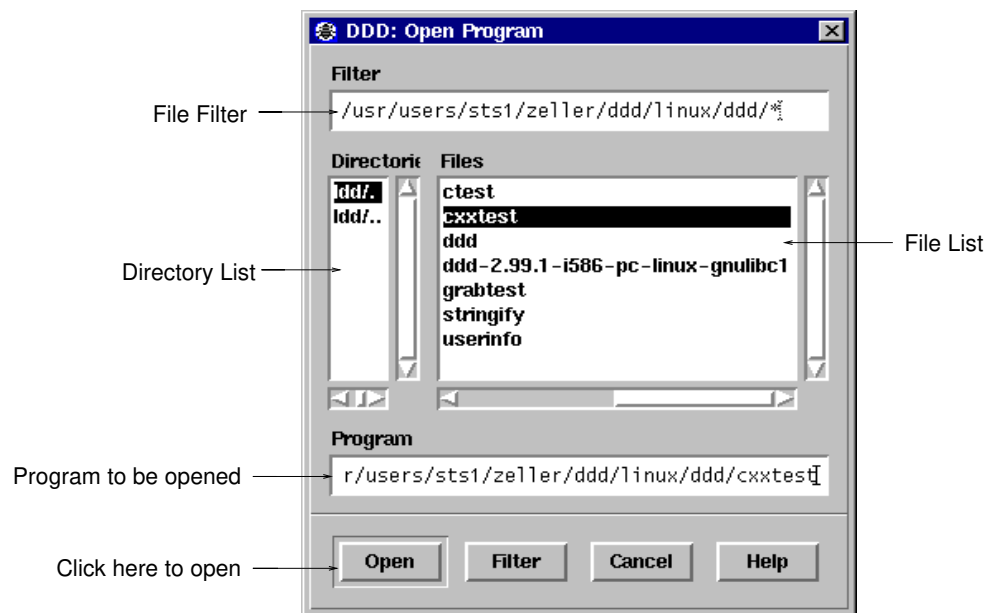 DDD: Open Program
Filter
File Filter
/usr/users/sts1/zeller/ddd/linux/ddd/*
Directorie
Files
ldd/.
ldd/..
ctest
cxxtest
ddd
ddd-2.99.1-i586-pc-linux-gnulibc1
grabtest
stringify
userinfo
File List
Directory List
Program
Program to be opened
r/users/sts1/zeller/ddd/linux/ddd/cxxtest
Click here to open
Open
Filter
Cancel
Help